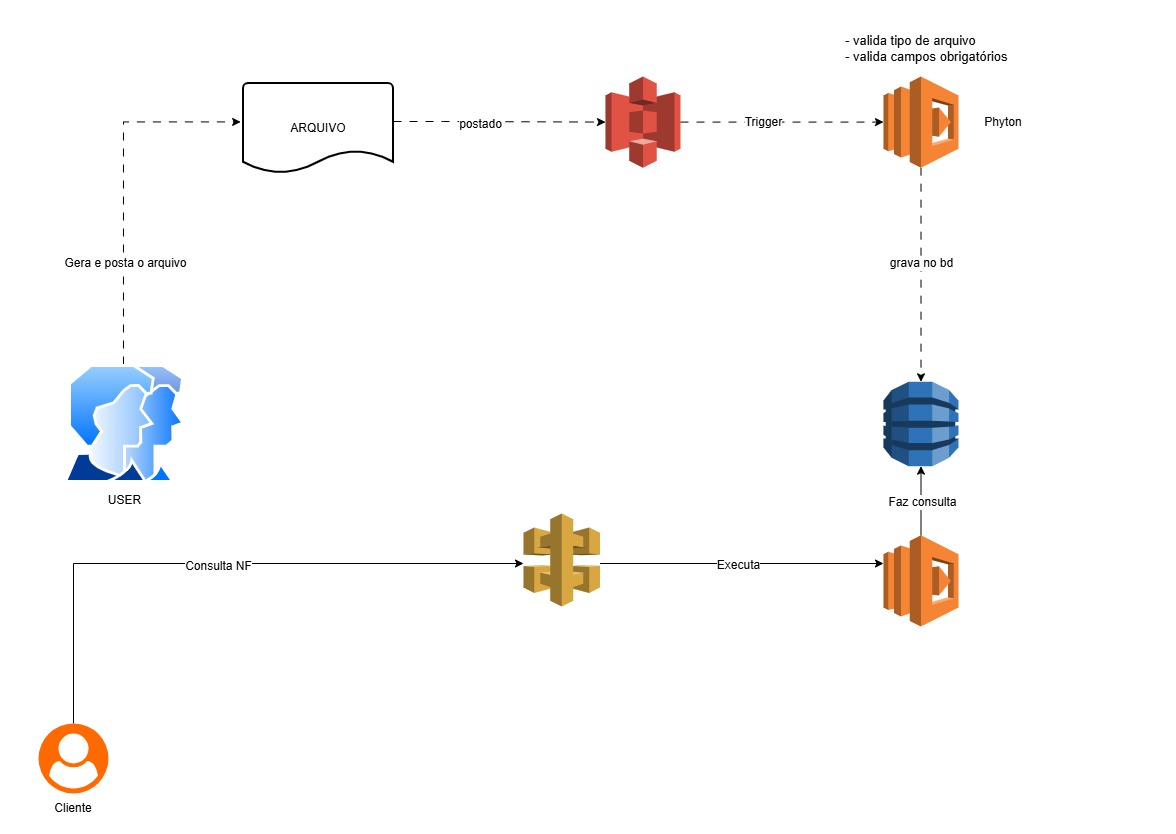 - valida tipo de arquivo
- valida campos obrigatórios
ARQUIVO
postado
Trigger
Phyton
Gera e posta o arquivo
grava no bd
USER
Faz consulta
Consulta NF
Executa
Cliente